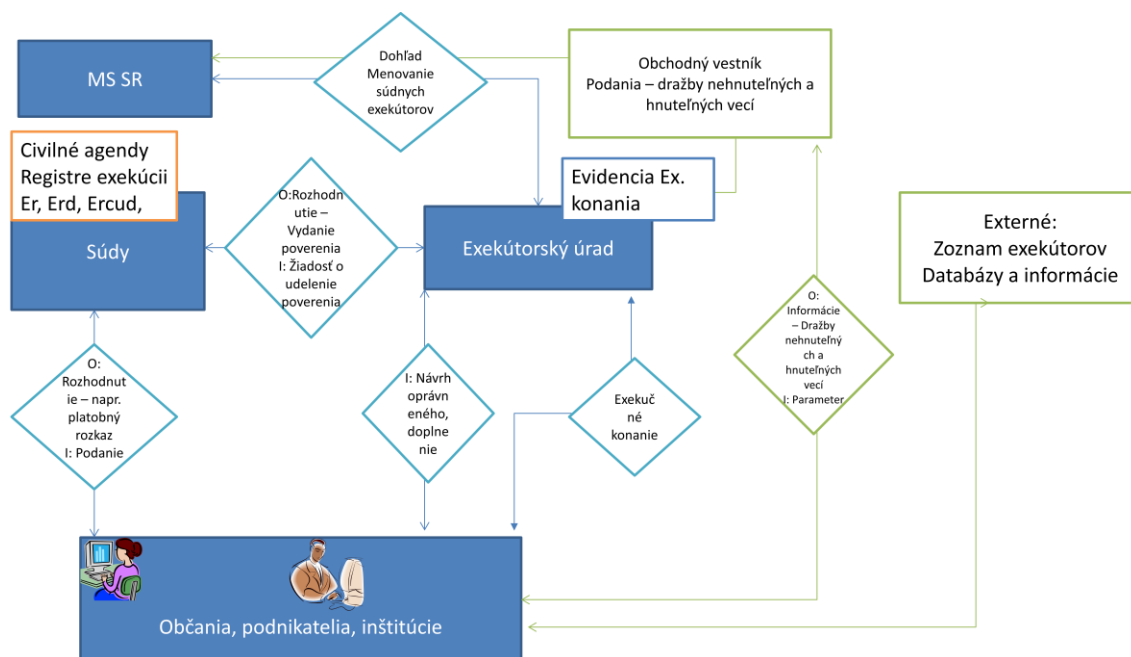 MS SR
Dohľad
Menovanie
súdnych
exekútorov
Obchodný vestník
Podania – dražby nehnuteľných a
hnuteľných vecí
Civilné agendy
Registre exekúcii
Er, Erd, Ercud,
Súdy
O:Rozhodn
utie –
Vydanie
poverenia
I: Žiadosť o
udelenie
poverenia
Evidencia Ex.
konania
Exekútorský úrad
Externé:
Zoznam exekútorov
Databázy a informácie
O:
Rozhodnut
ie – napr.
platobný
rozkaz
I: Podanie
I: Návrh
oprávn
eného,
doplne
nie
Exekuč
né
konanie
O:
Informácie
– Dražby
nehnuteľný
ch a
hnuteľných
vecí
I: Parameter
Občania, podnikatelia, inštitúcie